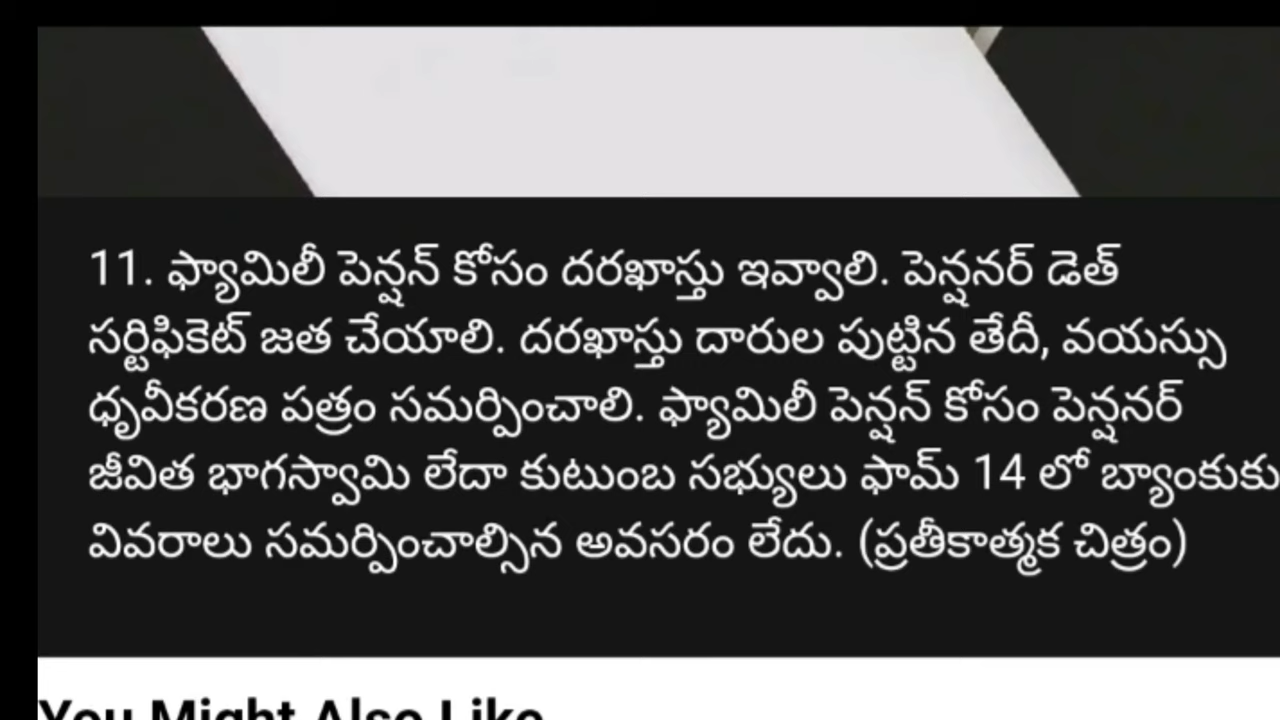 11. ఫ్యామిలీ పెన్షన్ కోసం దరఖాస్తు ఇవ్వాలి. పెన్షనర్ డెత్
సర్టిఫికెట్ జత చేయాలి. దరఖాస్తు దారుల పుట్టిన తేదీ, వయస్సు
ధృవీకరణ పత్రం సమర్పించాలి. ఫ్యామిలీ పెన్షన్ కోసం పెన్షనర్
జీవిత భాగస్వామి లేదా కుటుంబ సభ్యులు ఫామ్ 14 లో బ్యాంకుకు
వివరాలు సమర్పించాల్సిన అవసరం లేదు. (ప్రతీకాత్మక చిత్రం)
You Might Also Like